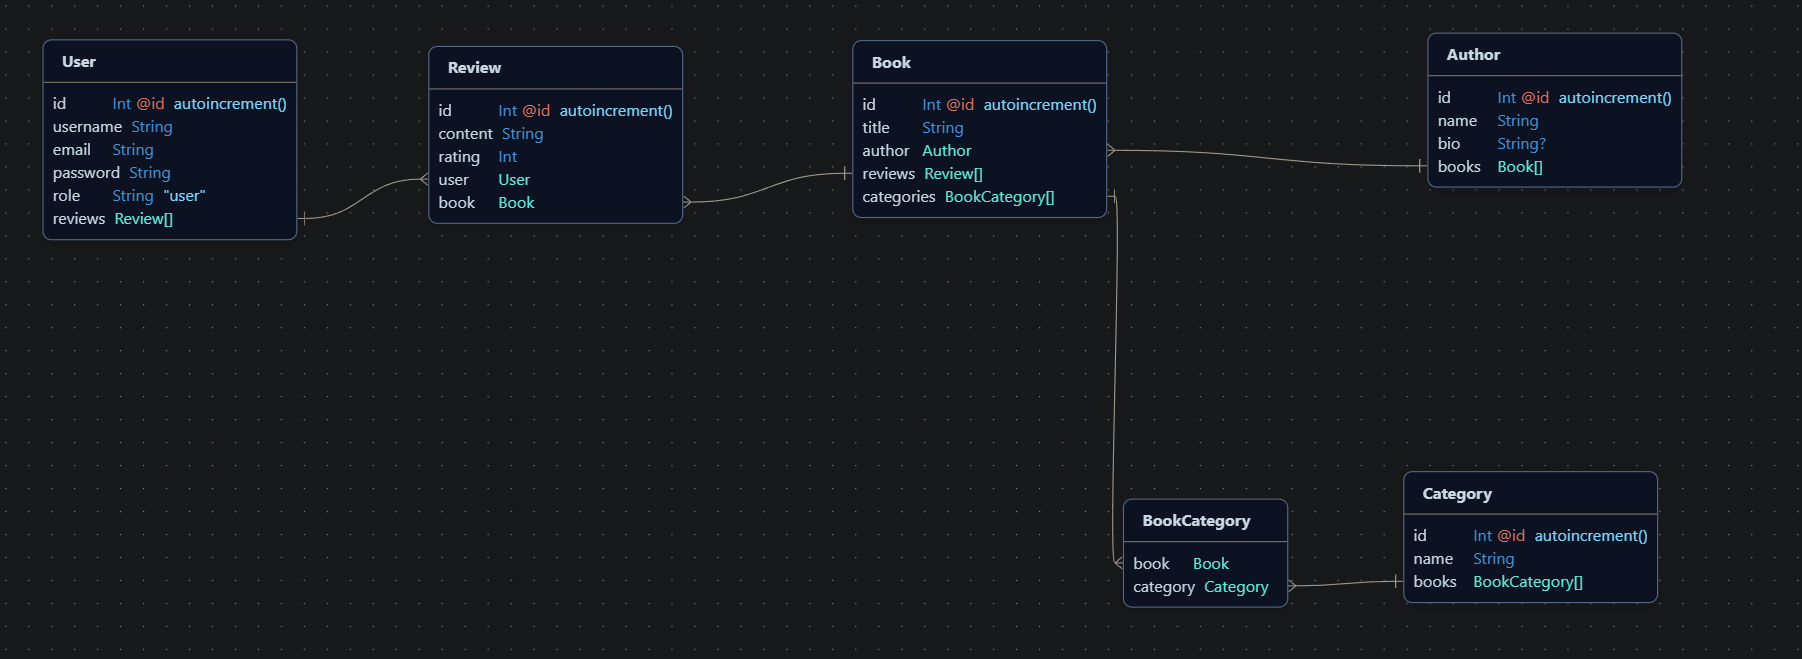 User
id Int @id autoincrement()
username String
email String
password String
role String "user"
reviews Review[]
Review
id Int @id autoincrement()
content String
rating Int
user User
book Book
Book
id Int @id autoincrement()
title String
author Author
reviews Review[]
categories BookCategory[]
Author
id Int @id autoincrement()
name String
bio String?
books Book[]
BookCategory
book Book
category Category
Category
id Int @id autoincrement()
name String
books BookCategory[]